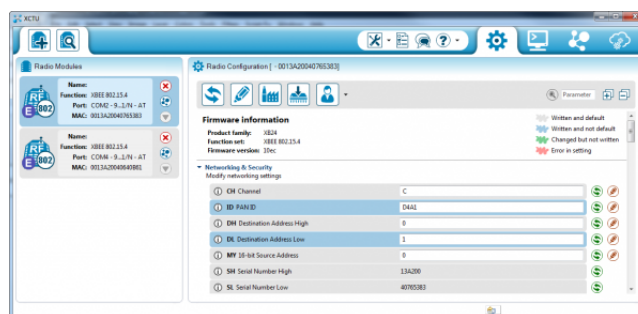 XCTU
Radio Modules
Name:
Function: XBEE 802.15.4
Port: COM2 - 9...1/N - AT
MAC: 0013A20040765383
E 802
Name:
Function: XBEE 802.15.4
Port: COM4 - 9...1/N - AT
E 802
Radio Configuration [ - 0013A20040765383]
Parameter
Firmware information
Product family: XB24
Function set: XBEE 802.15.4
Firmware version: 10ec
Written and default
Written and not default
Changed but not written
Error in setting
Networking & Security
Modify networking settings
CH Channel C
ID PAN ID D4A1
DH Destination Address High 0
DL Destination Address Low 1
MY 16-bit Source Address 0
SH Serial Number High 13A200
SL Serial Number Low 40765383